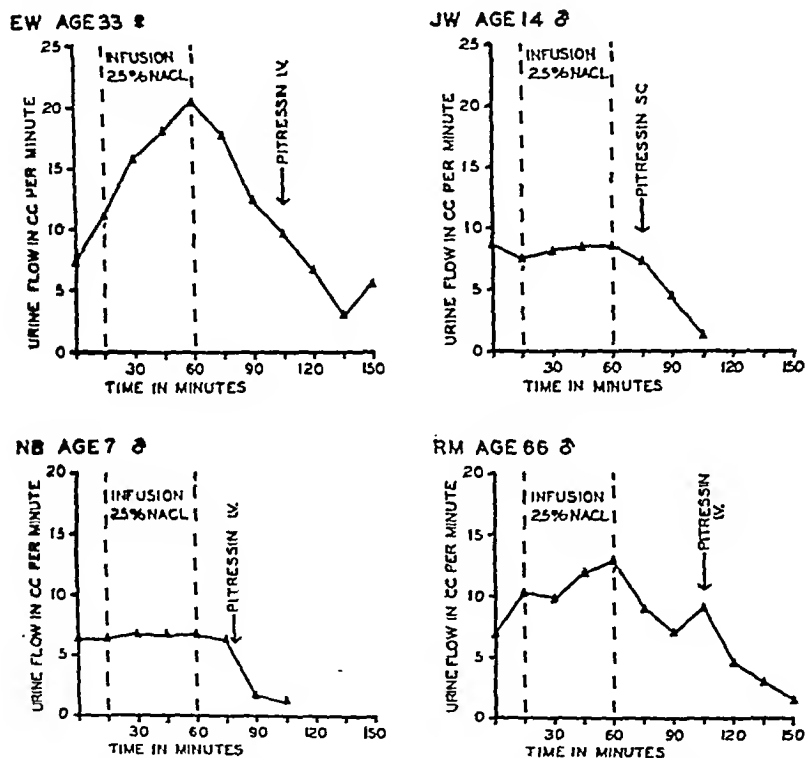 EW AGE 33 ♀
25
20
15
10
5
0
URINE FLOW IN CC PER MINUTE
INFUSION
2.5% NACL
PITRESSIN I.V.
30 60 90 120 150
TIME IN MINUTES
JW AGE 14 ♂
25
20
15
10
5
0
URINE FLOW IN CC PER MINUTE
INFUSION
2.5% NACL
PITRESSIN SC
30 60 90 120 150
TIME IN MINUTES
NB AGE 7 ♂
20
15
10
5
0
URINE FLOW IN CC PER MINUTE
INFUSION
2.5% NACL
PITRESSIN I.V.
30 60 90 120 150
TIME IN MINUTES
RM AGE 66 ♂
20
15
10
5
0
URINE FLOW IN CC PER MINUTE
INFUSION
2.5% NACL
PITRESSIN
I.V.
30 60 90 120 150
TIME IN MINUTES